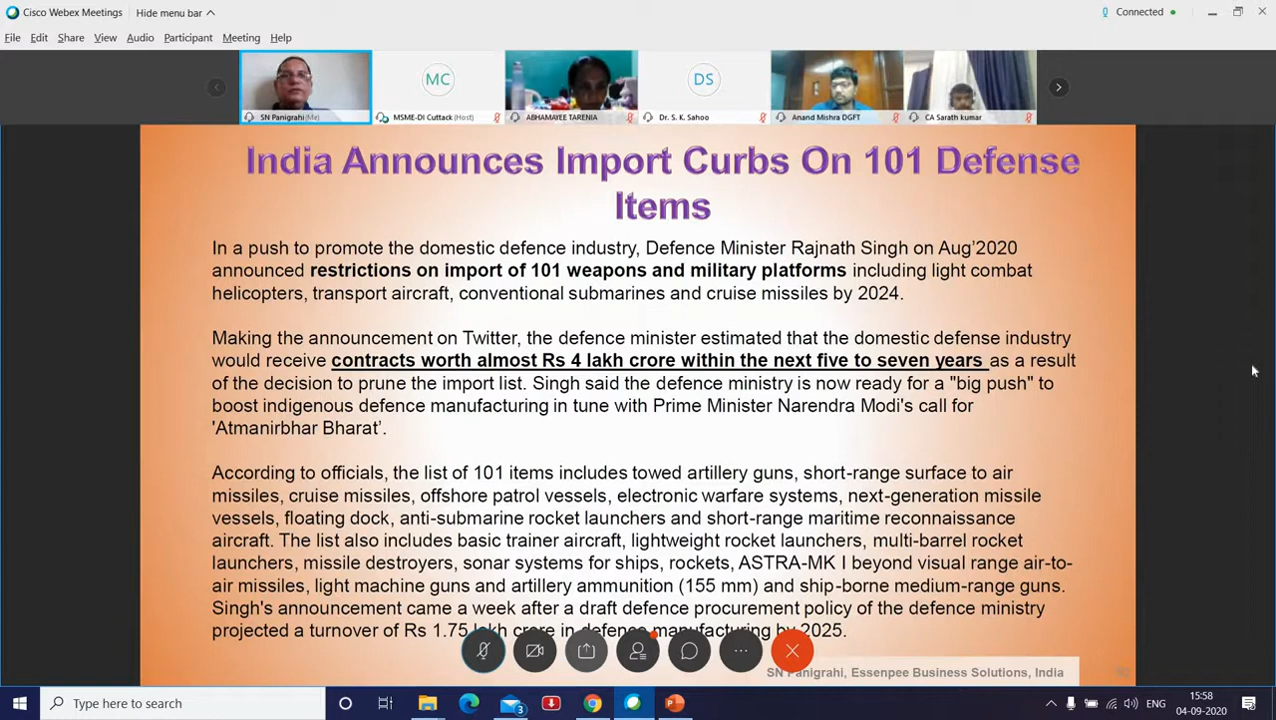 Cisco Webex Meetings Hide menu bar Connected
File Edit Share View Audio Participant Meeting Help
MC DS
SN Panigrahi (Me) MSME-DI Cuttack (Host) ABHAMAYEE TARENIA Dr. S. K. Sahoo Anand Mishra DGFT CA Sarath kumar
India Announces Import Curbs On 101 Defense
Items
In a push to promote the domestic defence industry, Defence Minister Rajnath Singh on Aug'2020
announced restrictions on import of 101 weapons and military platforms including light combat
helicopters, transport aircraft, conventional submarines and cruise missiles by 2024.
Making the announcement on Twitter, the defence minister estimated that the domestic defense industry
would receive contracts worth almost Rs 4 lakh crore within the next five to seven years as a result
of the decision to prune the import list. Singh said the defence ministry is now ready for a "big push" to
boost indigenous defence manufacturing in tune with Prime Minister Narendra Modi's call for
'Atmanirbhar Bharat'.
According to officials, the list of 101 items includes towed artillery guns, short-range surface to air
missiles, cruise missiles, offshore patrol vessels, electronic warfare systems, next-generation missile
vessels, floating dock, anti-submarine rocket launchers and short-range maritime reconnaissance
aircraft. The list also includes basic trainer aircraft, lightweight rocket launchers, multi-barrel rocket
launchers, missile destroyers, sonar systems for ships, rockets, ASTRA-MK I beyond visual range air-to-
air missiles, light machine guns and artillery ammunition (155 mm) and ship-borne medium-range guns.
Singh's announcement came a week after a draft defence procurement policy of the defence ministry
projected a turnover of Rs 1.75 lakh crore in defence manufacturing by 2025.
SN Panigrahi, Essenpee Business Solutions, India
Type here to search 3 ENG 15:58
04-09-2020